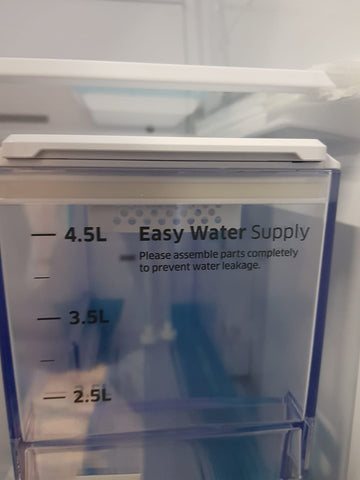 4.5L Easy Water Supply
Please assemble parts completely
to prevent water leakage.
3.5L
2.5L